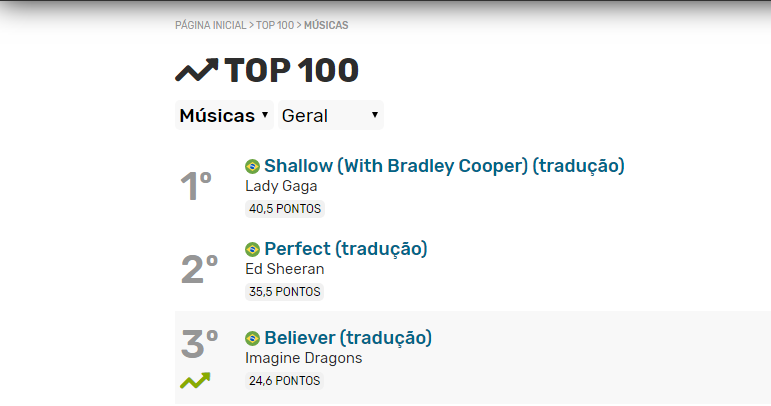 PÁGINA INICIAL > TOP 100 > MÚSICAS
TOP 100
Músicas Geral
1º
Shallow (With Bradley Cooper) (tradução)
Lady Gaga
40,5 PONTOS
2º
Perfect (tradução)
Ed Sheeran
35,5 PONTOS
3º
Believer (tradução)
Imagine Dragons
24,6 PONTOS